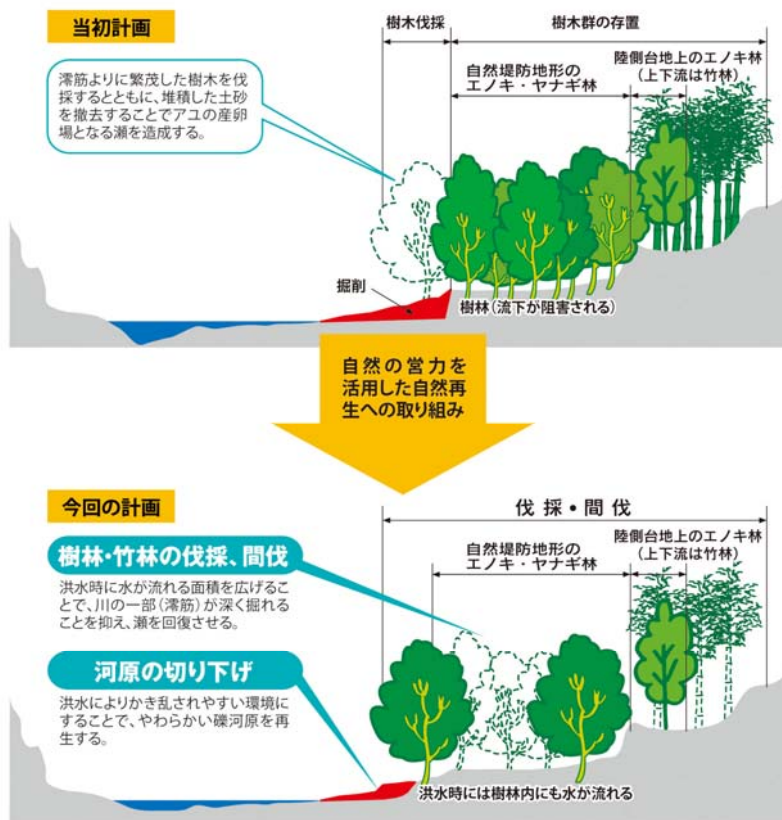 当初計画
樹木伐採
樹木群の存置
自然堤防地形の
エノキ・ヤナギ林
陸側台地上のエノキ林
(上下流は竹林)
澪筋よりに繁茂した樹木を伐
採するとともに、堆積した土砂
を撤去することでアユの産卵
場となる瀬を造成する。
掘削
樹林(流下が阻害される)
自然の営力を
活用した自然再
生への取り組み
今回の計画
伐採・間伐
自然堤防地形の
エノキ・ヤナギ林
陸側台地上のエノキ林
(上下流は竹林)
樹林・竹林の伐採、間伐
洪水時に水が流れる面積を広げるこ
とで、川の一部(澪筋)が深く掘れる
ことを抑え、瀬を回復させる。
河原の切り下げ
洪水によりかき乱されやすい環境に
することで、やわらかい礫河原を再
生する。
洪水時には樹林内にも水が流れる